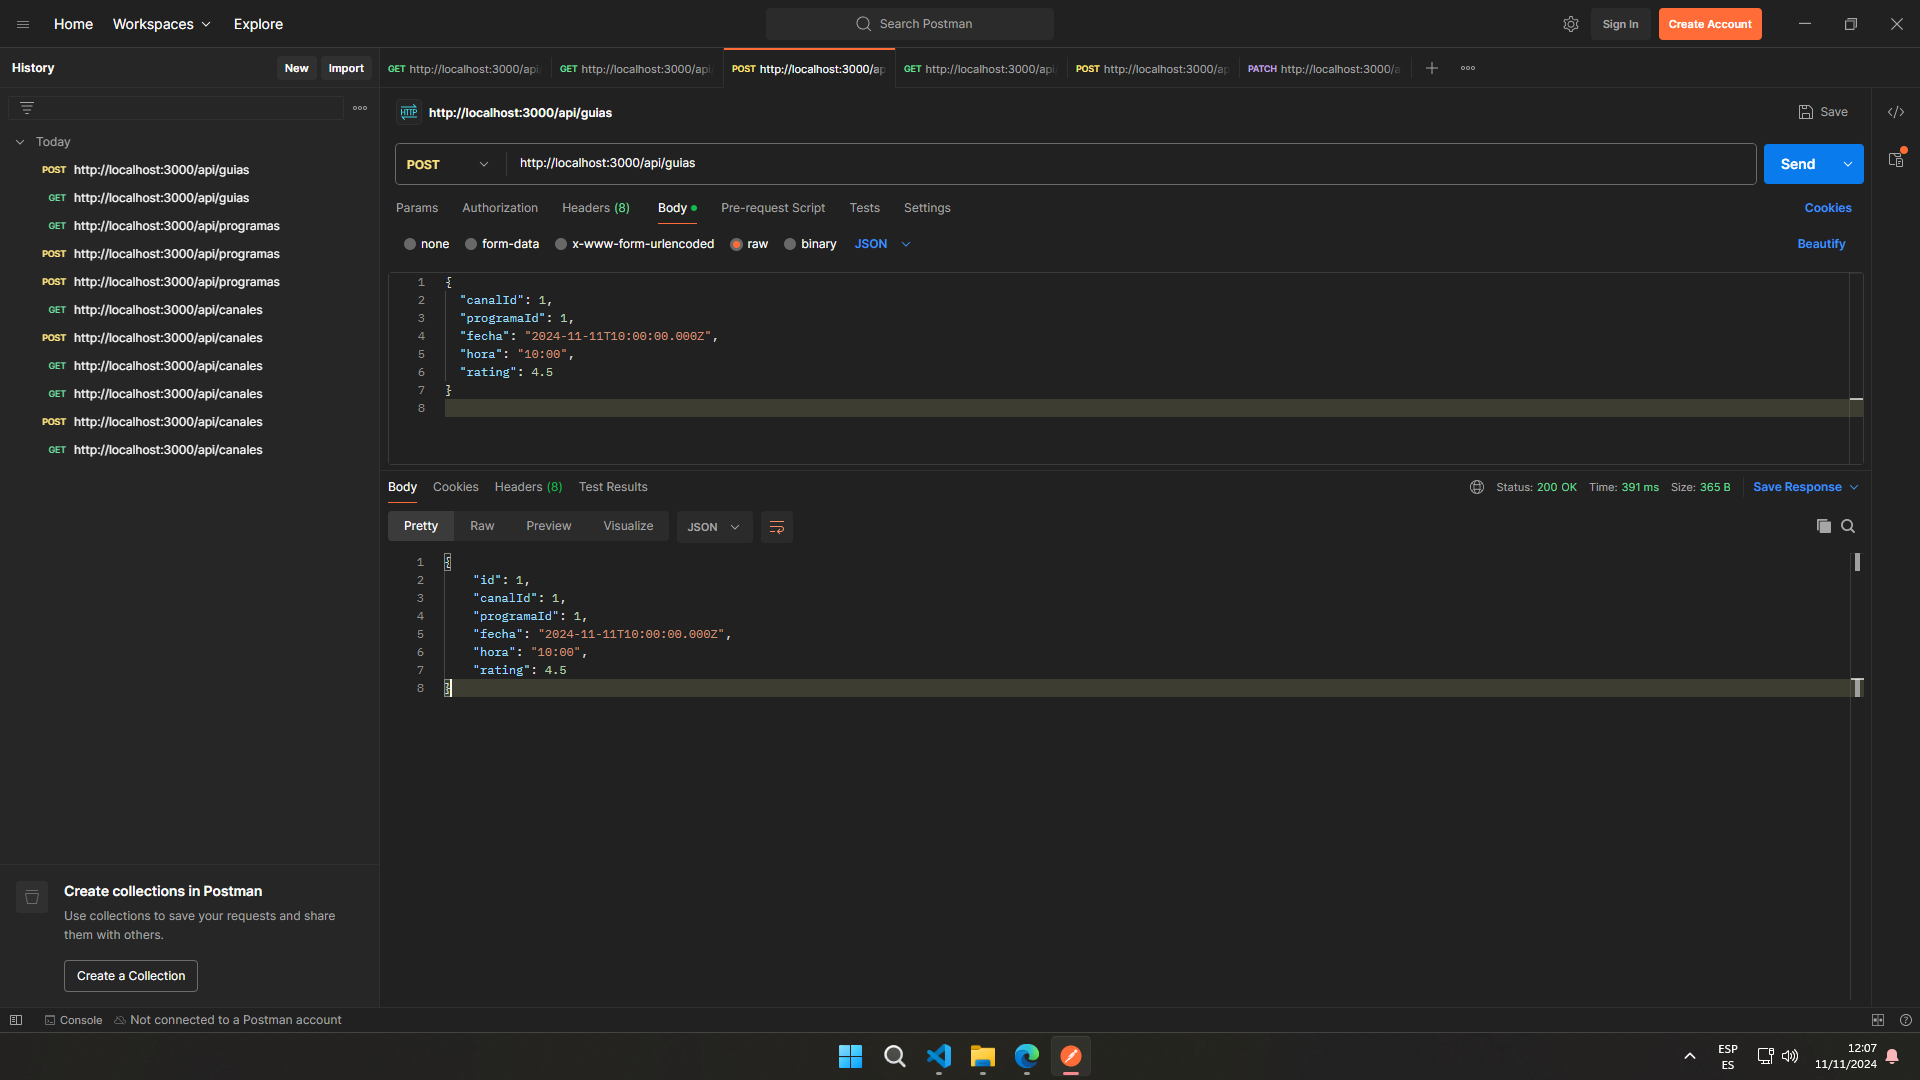 Home Workspaces Explore
Search Postman
Sign In Create Account
History New Import
GET http://localhost:3000/api GET http://localhost:3000/api POST http://localhost:3000/ap GET http://localhost:3000/api POST http://localhost:3000/ap PATCH http://localhost:3000/a
HTTP http://localhost:3000/api/guias Save
Today
POST http://localhost:3000/api/guias
GET http://localhost:3000/api/guias
GET http://localhost:3000/api/programas
POST http://localhost:3000/api/programas
POST http://localhost:3000/api/programas
GET http://localhost:3000/api/canales
POST http://localhost:3000/api/canales
GET http://localhost:3000/api/canales
GET http://localhost:3000/api/canales
POST http://localhost:3000/api/canales
GET http://localhost:3000/api/canales
Create collections in Postman
Use collections to save your requests and share
them with others.
Create a Collection
POST http://localhost:3000/api/guias Send
Params Authorization Headers (8) Body Pre-request Script Tests Settings Cookies
none form-data x-www-form-urlencoded raw binary JSON Beautify
1 {
2 "canalId": 1,
3 "programaId": 1,
4 "fecha": "2024-11-11T10:00:00.000Z",
5 "hora": "10:00",
6 "rating": 4.5
7 }
8
Body Cookies Headers (8) Test Results Status: 200 OK Time: 391 ms Size: 365 B Save Response
Pretty Raw Preview Visualize JSON
1 {
2 "id": 1,
3 "canalId": 1,
4 "programaId": 1,
5 "fecha": "2024-11-11T10:00:00.000Z",
6 "hora": "10:00",
7 "rating": 4.5
8 }
Console Not connected to a Postman account
ESP
ES
12:07
11/11/2024